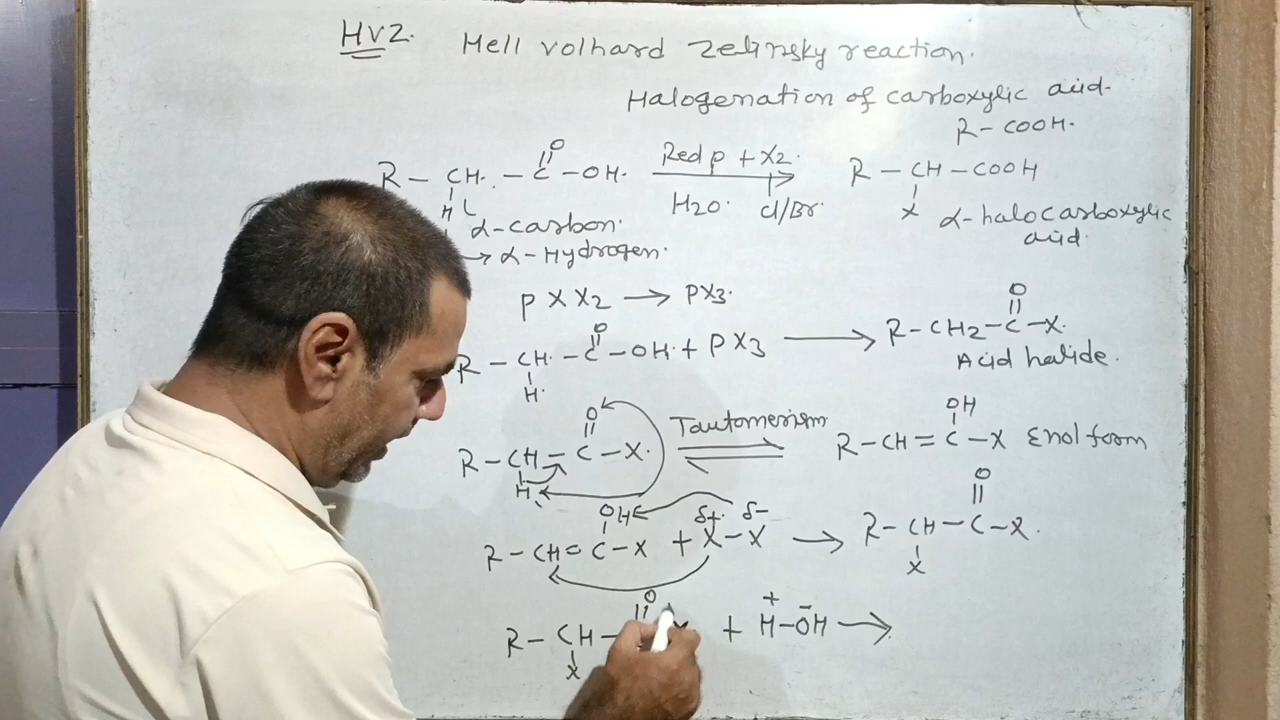 HVZ. Hell volhard Zelinsky reaction.
Halogenation of carboxylic acid.
R - COOH.
O
R - CH. - C - OH. Red P + X2. R - CH - COOH
H H2O. Cl/Br. X
α-carbon. α-halocarboxylic
acid.
→ α-Hydrogen.
P X X2 → PX3.
O
R - CH. - C - OH. + P X3 → R - CH2 - C - X.
H. Acid halide.
O OH
R - CH - C - X. Tautomerism R - CH = C - X Enol form
H
OH δ+. δ- O
R - CH = C - X + X - X → R - CH - C - X.
X
O + -
R - CH - + H - OH →
X